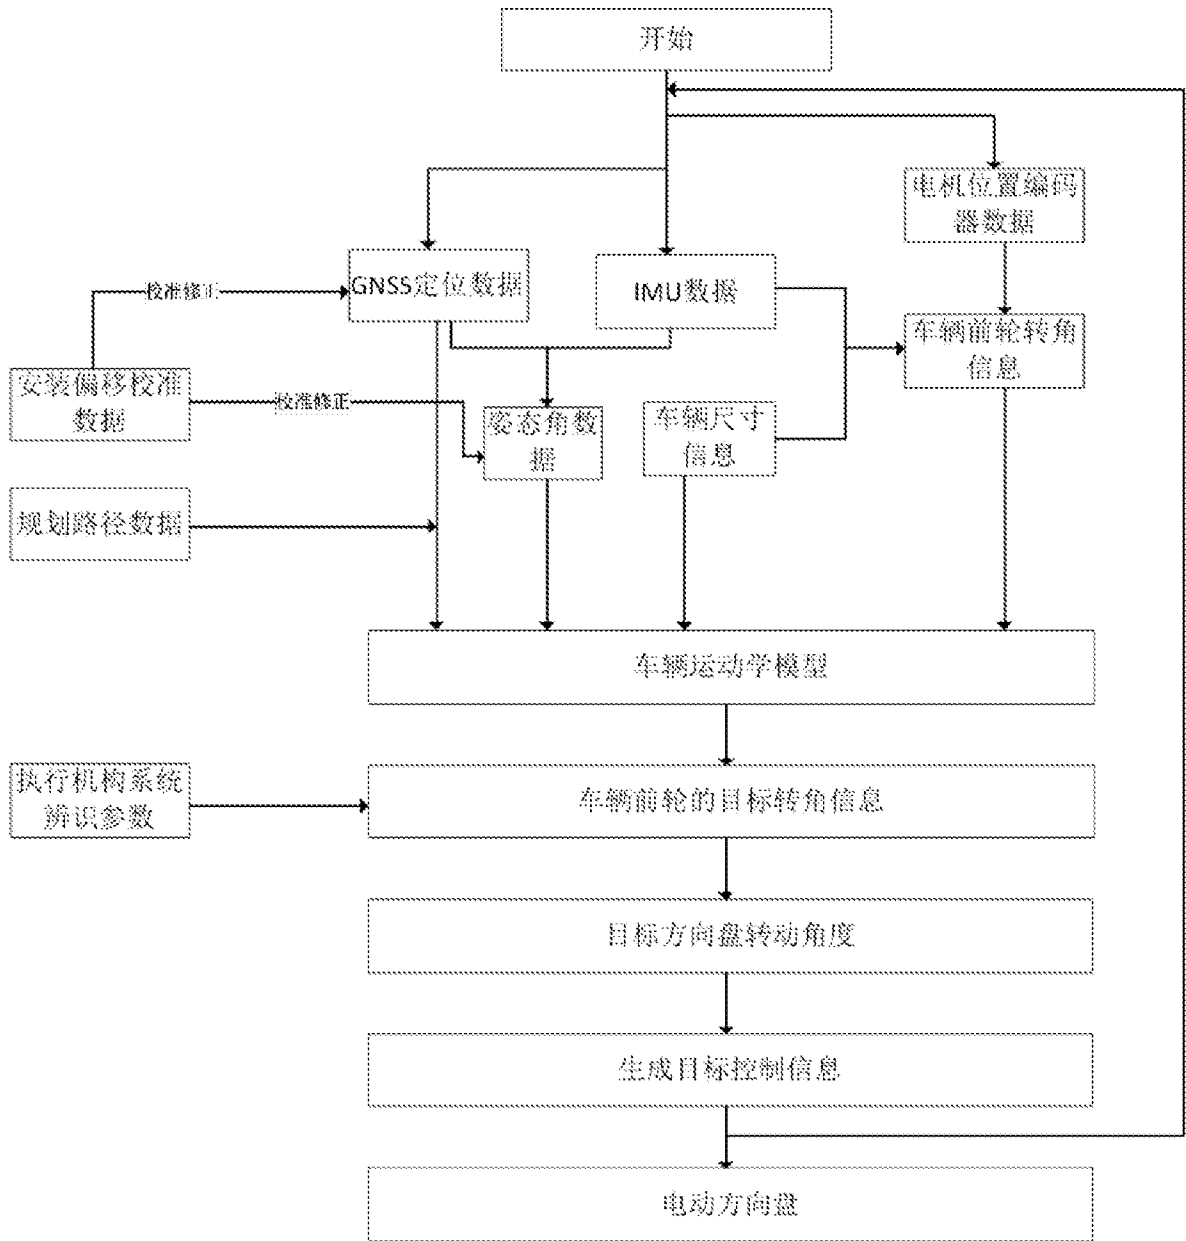 开始
电机位置编码
器数据
GNSS定位数据
IMU数据
校准修正
车辆前轮转角
信息
安装偏移校准
数据
校准修正
姿态角数
据
车辆尺寸
信息
规划路径数据
车辆运动学模型
执行机构系统
辨识参数
车辆前轮的目标转角信息
目标方向盘转动角度
生成目标控制信息
电动方向盘